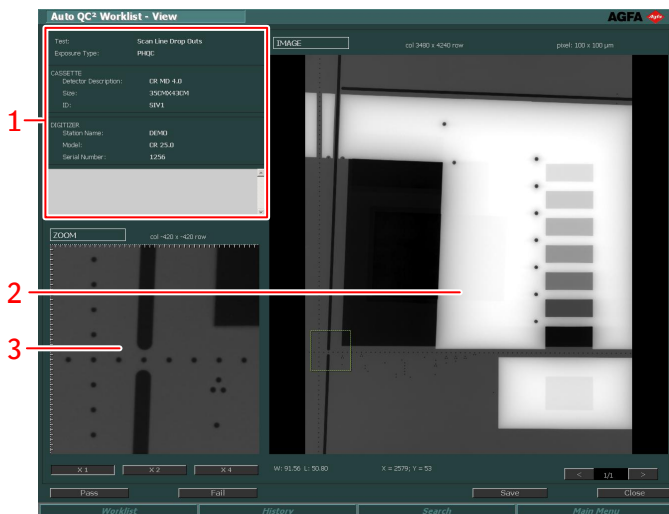 Auto QC² Worklist - View
AGFA Agfa
Test: Scan Line Drop Outs
Exposure Type: PHQC
CASSETTE
Detector Description: CR MD 4.0
Size: 35CMX43CM
ID: SIV1
DIGITIZER
Station Name: DEMO
Model: CR 25.0
Serial Number: 1256
IMAGE col 3480 x 4240 row pixel: 100 x 100 µm
ZOOM col -420 x -420 row
1
2
3
X 1 X 2 X 4
W: 91.56 L: 50.80 X = 2579; Y = 53
< 1/1 >
Pass Fail Save Close
Worklist History Search Main Menu